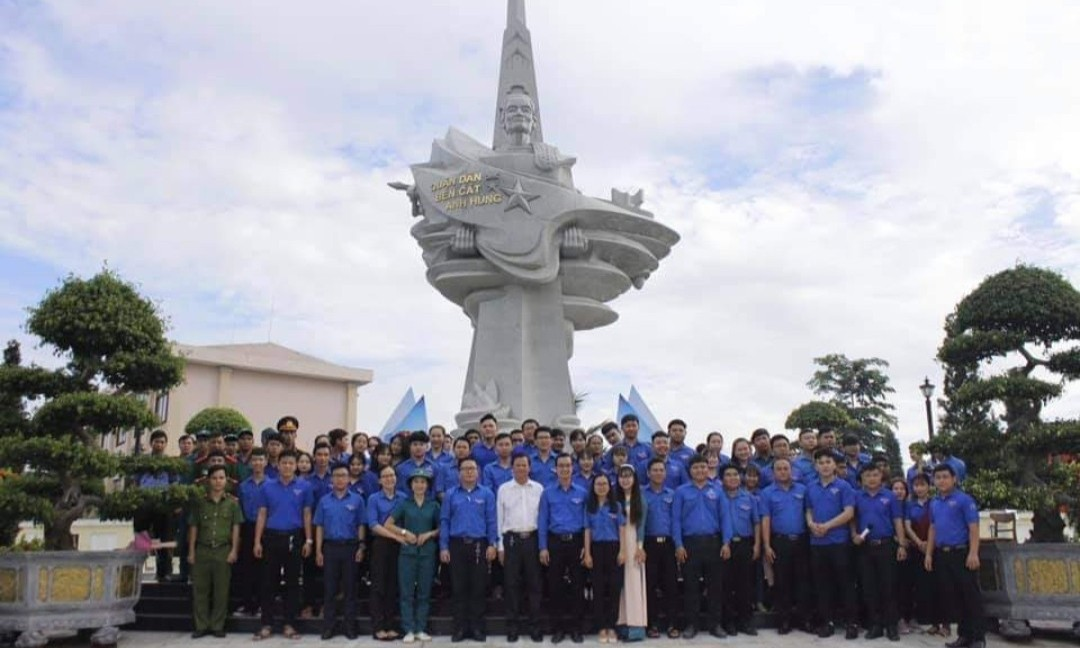 QUÂN DÂN
BẾN CÁT
ANH HÙNG